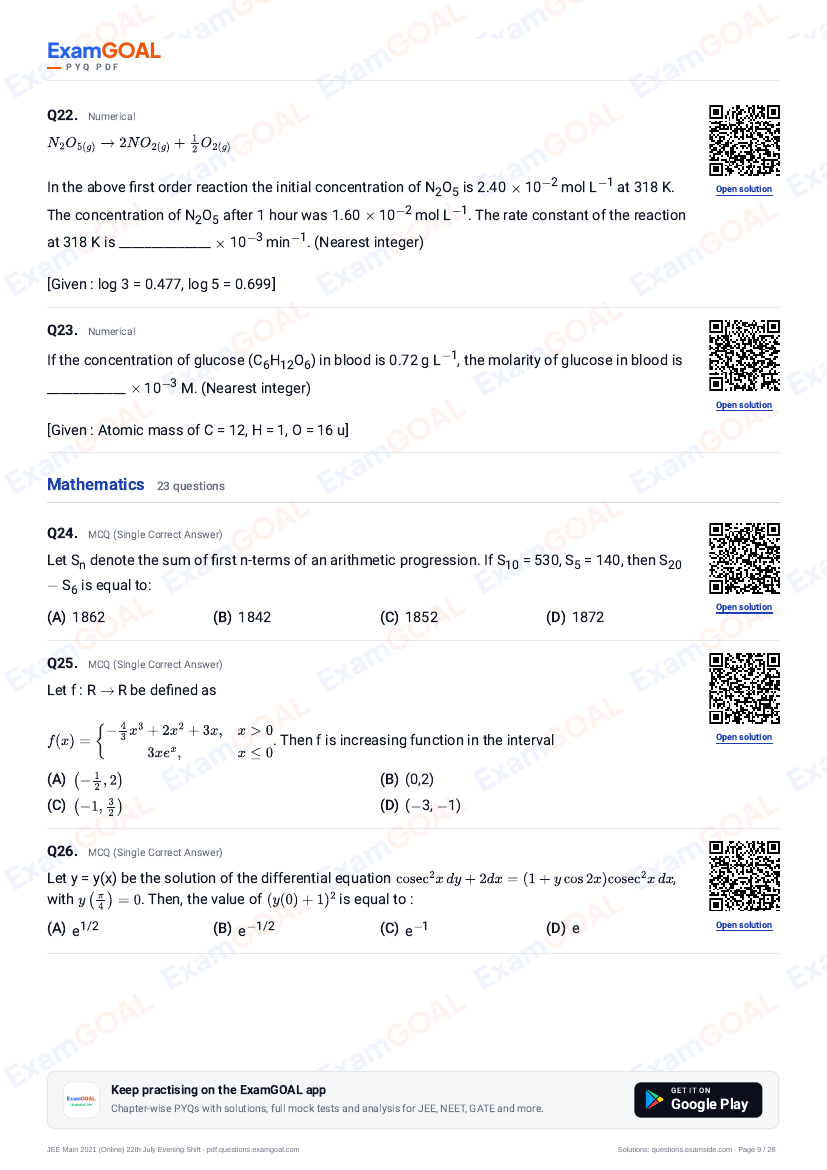 ExamGOAL
PYQ PDF
Q22. Numerical
N₂O₅(g) → 2NO₂(g) + ½O₂(g)
In the above first order reaction the initial concentration of N₂O₅ is 2.40 × 10⁻² mol L⁻¹ at 318 K.
The concentration of N₂O₅ after 1 hour was 1.60 × 10⁻² mol L⁻¹. The rate constant of the reaction
at 318 K is ______________ × 10⁻³ min⁻¹. (Nearest integer)
[Given : log 3 = 0.477, log 5 = 0.699]
Open solution
Q23. Numerical
If the concentration of glucose (C₆H₁₂O₆) in blood is 0.72 g L⁻¹, the molarity of glucose in blood is
____________ × 10⁻³ M. (Nearest integer)
[Given : Atomic mass of C = 12, H = 1, O = 16 u]
Open solution
Mathematics 23 questions
Q24. MCQ (Single Correct Answer)
Let Sₙ denote the sum of first n-terms of an arithmetic progression. If S₁₀ = 530, S₅ = 140, then S₂₀
− S₆ is equal to:
(A) 1862 (B) 1842 (C) 1852 (D) 1872
Open solution
Q25. MCQ (Single Correct Answer)
Let f : R → R be defined as
f(x) = { −4/3 x³ + 2x² + 3x, x > 0
3xeˣ, x ≤ 0 . Then f is increasing function in the interval
(A) (−1/2, 2) (B) (0,2)
(C) (−1, 3/2) (D) (−3, −1)
Open solution
Q26. MCQ (Single Correct Answer)
Let y = y(x) be the solution of the differential equation cosec²x dy + 2dx = (1 + y cos 2x)cosec²x dx,
with y(π/4) = 0. Then, the value of (y(0) + 1)² is equal to :
(A) e^1/2 (B) e^−1/2 (C) e⁻¹ (D) e
Open solution
Keep practising on the ExamGOAL app
Chapter-wise PYQs with solutions, full mock tests and analysis for JEE, NEET, GATE and more.
GET IT ON
Google Play
JEE Main 2021 (Online) 22th July Evening Shift · pdf.questions.examgoal.com
Solutions: questions.examside.com · Page 9 / 26